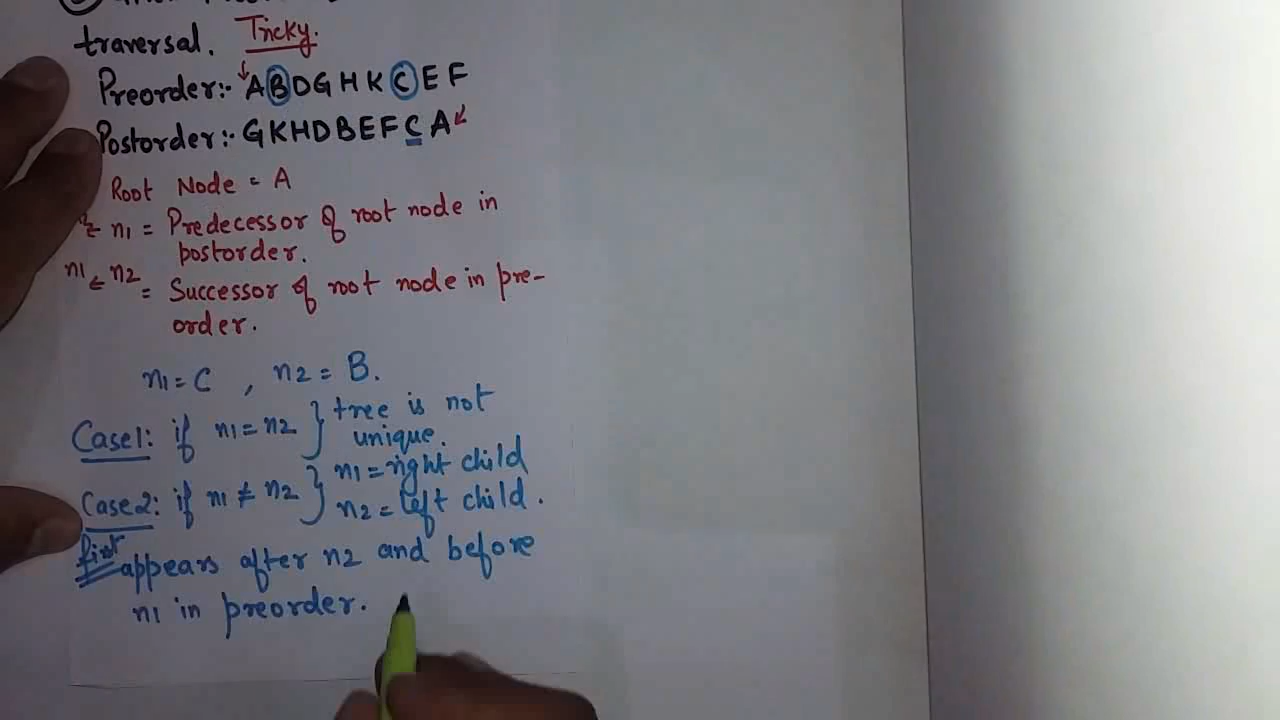 traversal. Tricky.
Preorder:- A B D G H K C E F
Postorder:- G K H D B E F C A
Root Node = A
n1 = Predecessor of root node in
postorder.
n1 n2 = Successor of root node in pre-
order.
n1 = C , n2 = B.
Case1: if n1 = n2 } tree is not
unique.
Case2: if n1 ≠ n2 } n1 = right child
n2 = left child.
first appears after n2 and before
n1 in preorder.